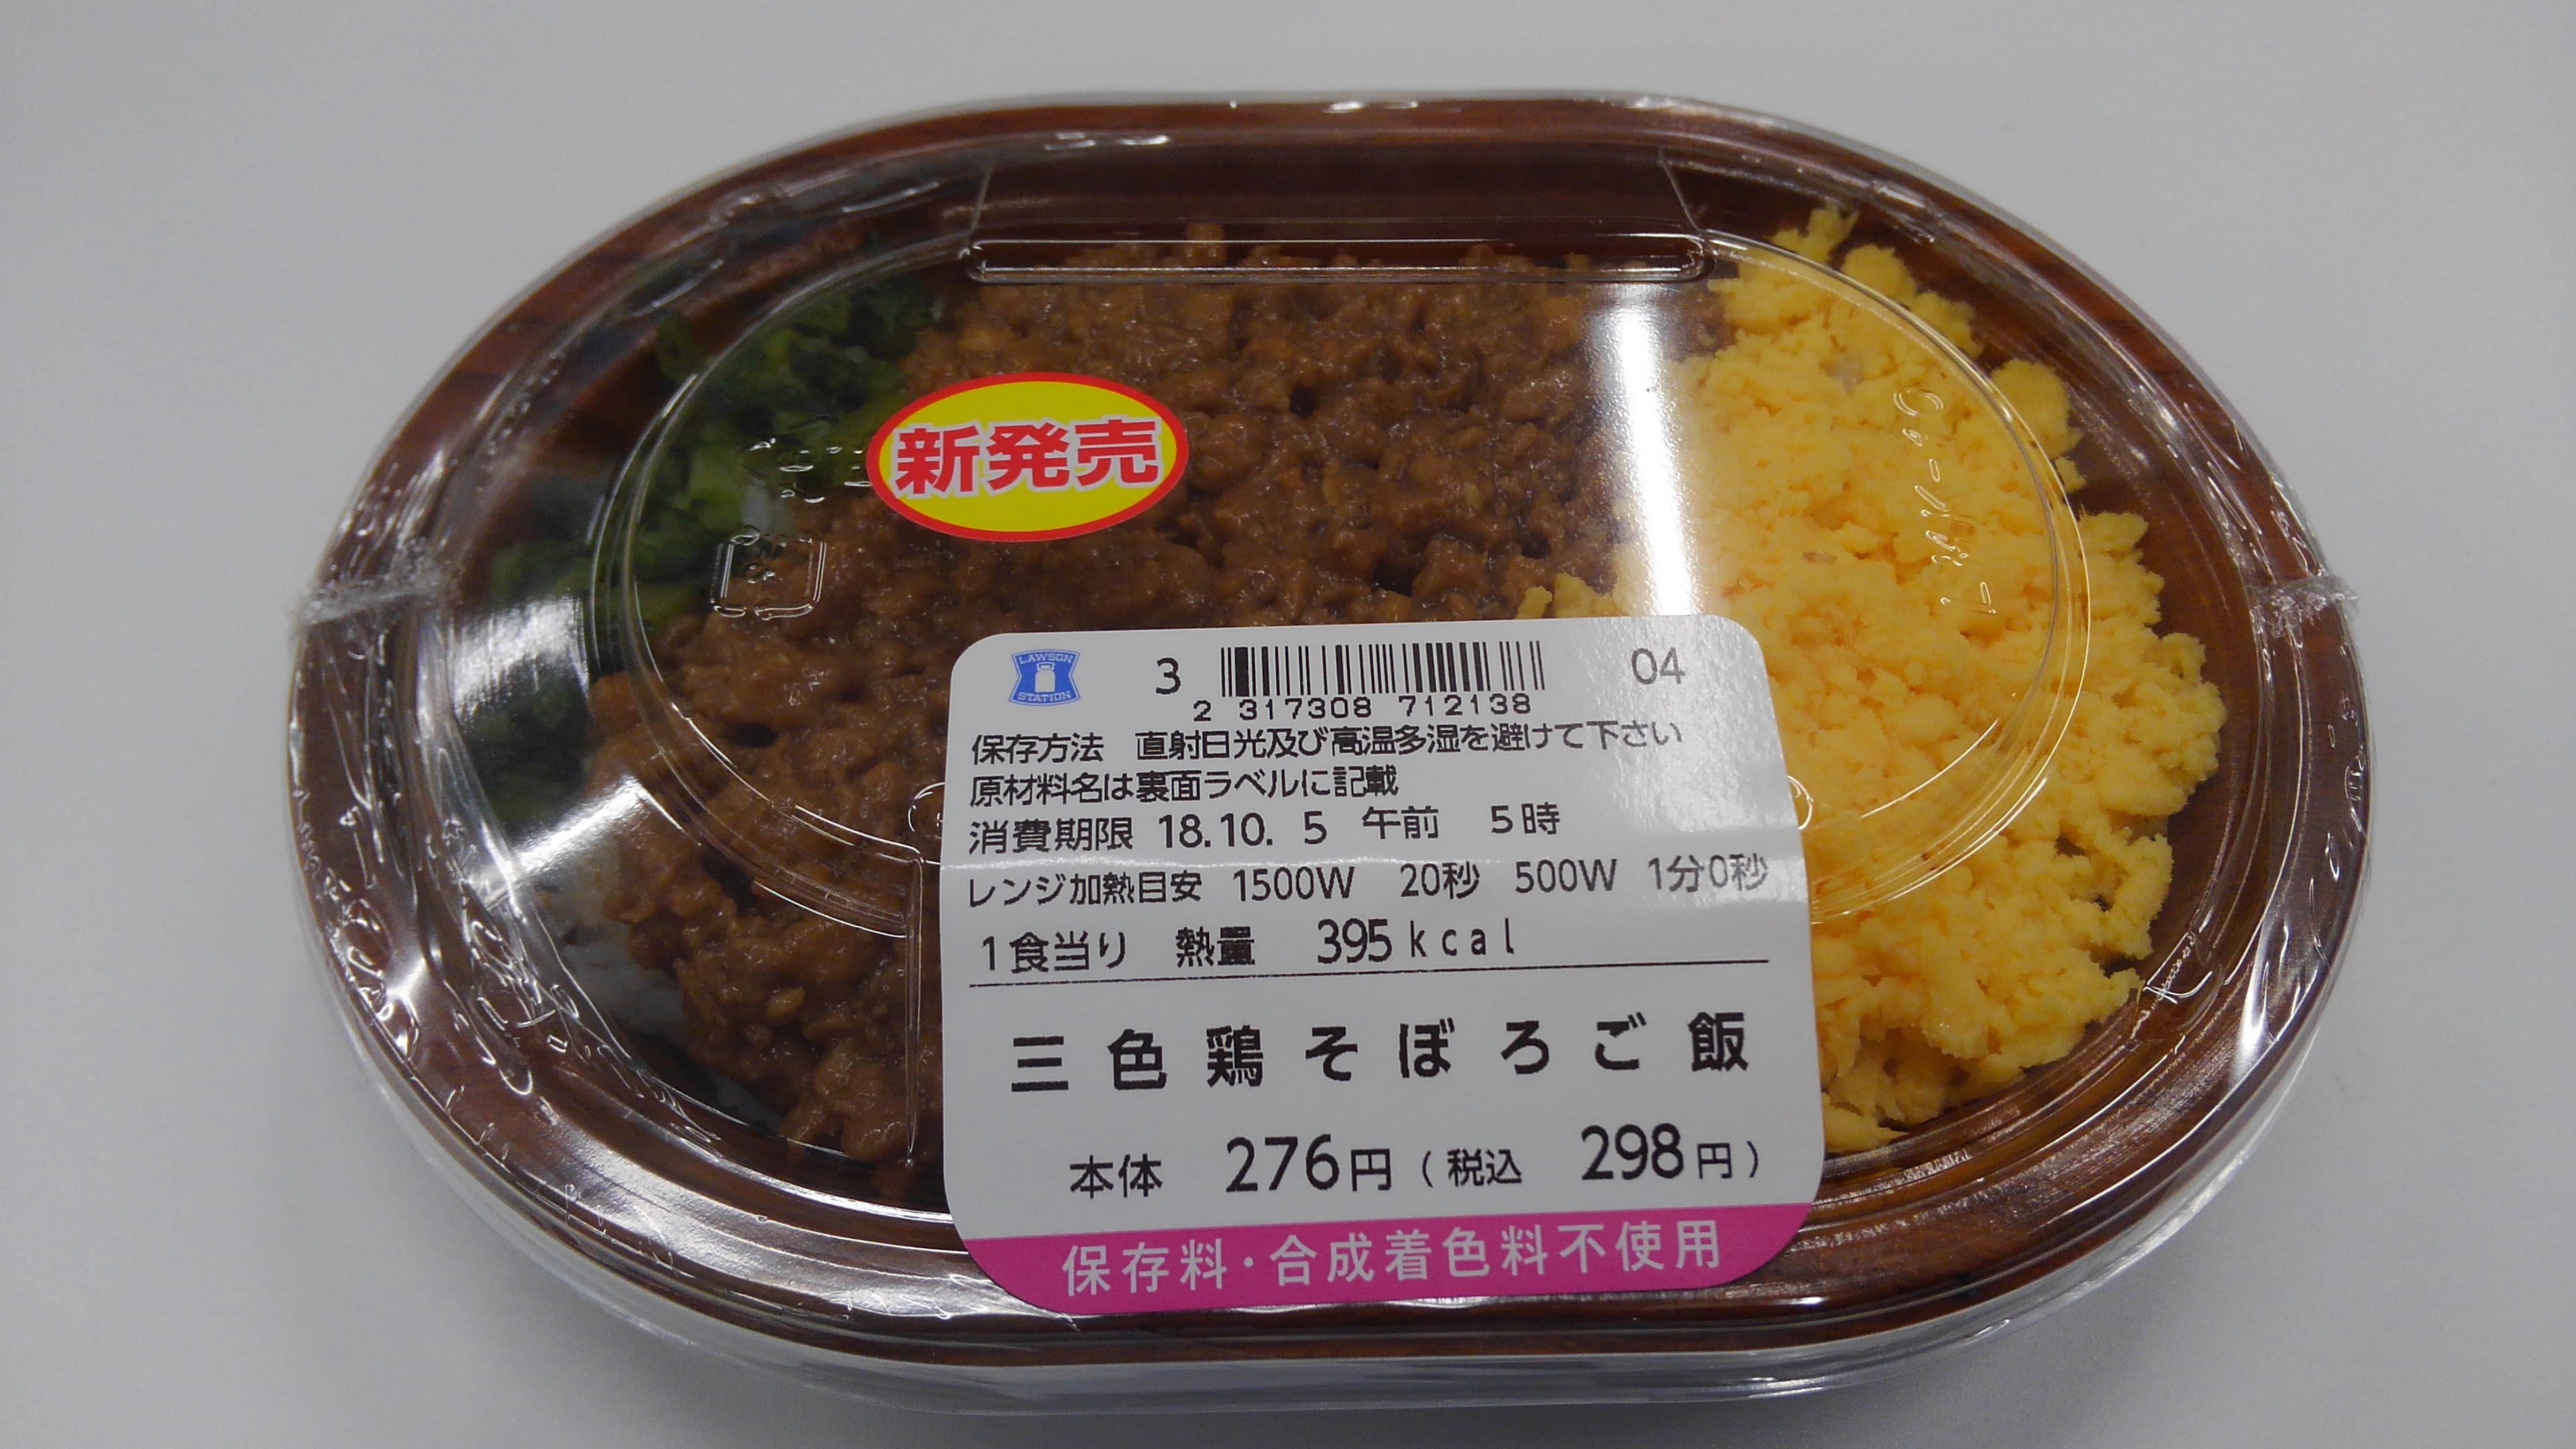 新発売
LAWSON
STATION
3 04
2 317308 712138
保存方法 直射日光及び高温多湿を避けて下さい
原材料名は裏面ラベルに記載
消費期限 18.10. 5 午前 5時
レンジ加熱目安 1500W 20秒 500W 1分0秒
1食当り 熱量 395kcal
三色鶏そぼろご飯
本体 276円(税込 298円)
保存料・合成着色料不使用